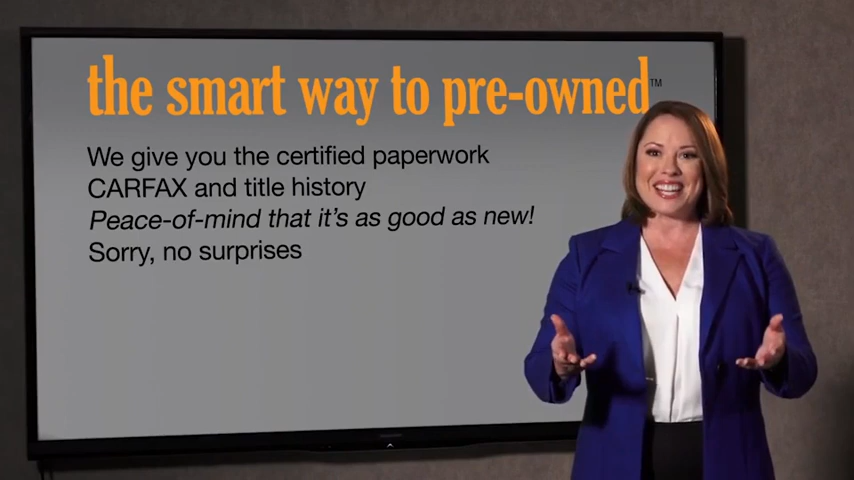 the smart way to pre-owned™
We give you the certified paperwork
CARFAX and title history
Peace-of-mind that it's as good as new!
Sorry, no surprises